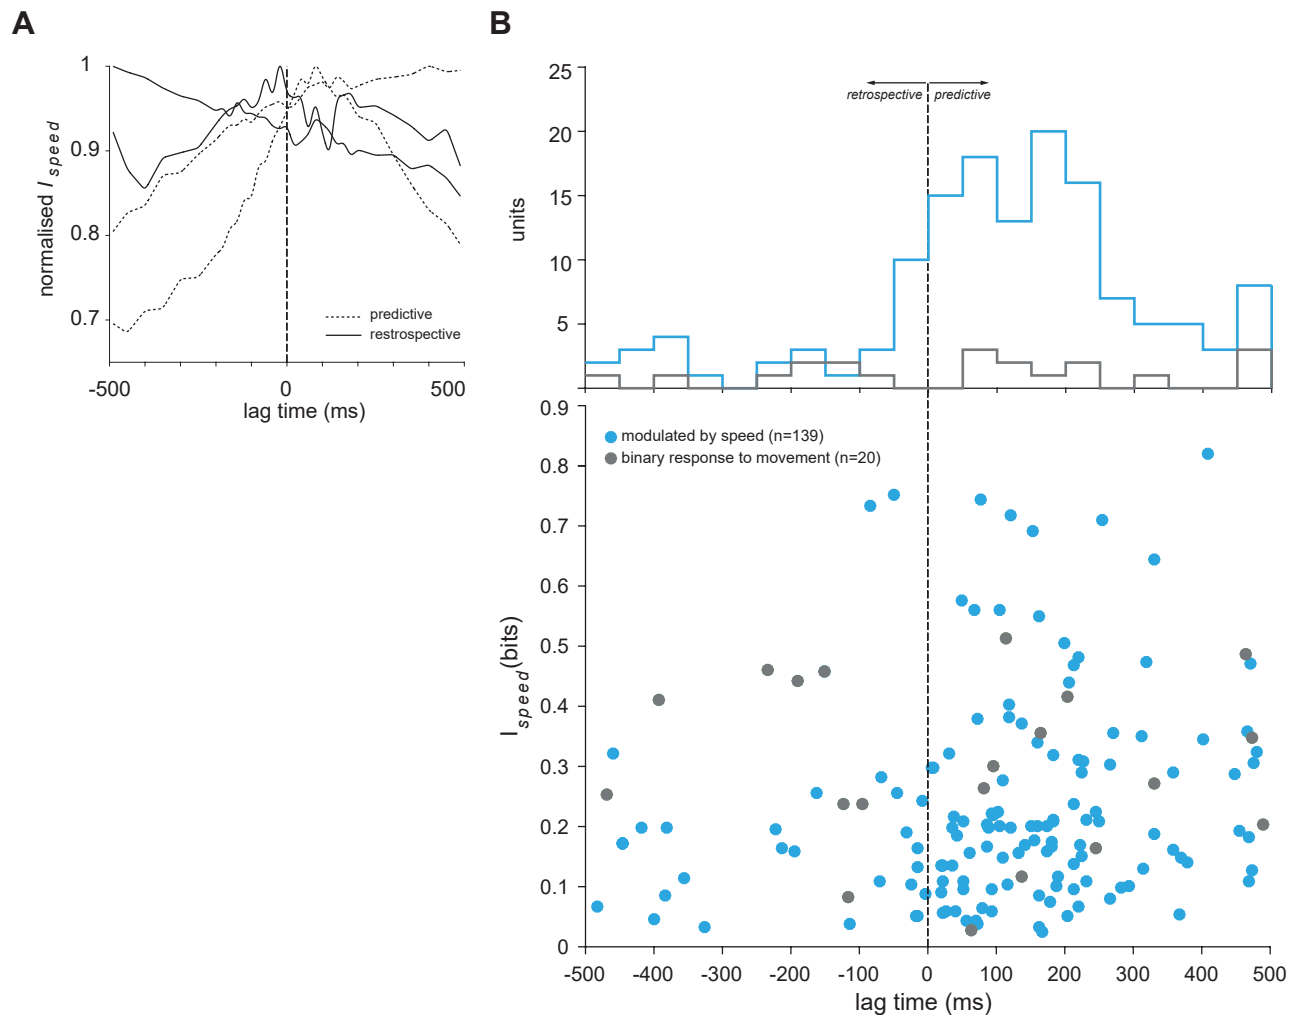 A
B
1
0.9
0.8
0.7
normalised I speed
predictive
restrospective
-500
0
500
lag time (ms)
25
20
15
10
5
units
retrospective
predictive
0.9
0.8
0.7
0.6
0.5
0.4
0.3
0.2
0.1
0
I speed (bits)
modulated by speed (n=139)
binary response to movement (n=20)
-500
-400
-300
-200
-100
0
100
200
300
400
500
lag time (ms)